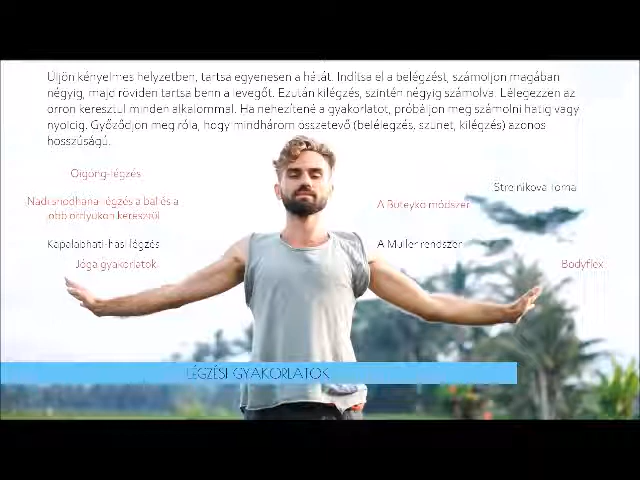 Üljön kényelmes helyzetben, tartsa egyenesen a hátát. Indítsa el a belégzést, számoljon magában
négyig, majd röviden tartsa benn a levegőt. Ezután kilégzés, szintén négyig számolva. Lélegezzen az
orron keresztül minden alkalommal. Ha nehezítené a gyakorlatot, próbáljon meg számolni hatig vagy
nyolcig. Győződjön meg róla, hogy mindhárom összetevő (belélegzés, szünet, kilégzés) azonos
hosszúságú.
Qigong-légzés
Strelnikova Torna
Nadi shodhana-légzés a bal és a
jobb orrlyukon keresztül
A Buteyko módszer
Kapalabhati-hasi légzés
A Müller rendszer
Jóga gyakorlatok
Bodyflex
LÉGZÉSI GYAKORLATOK